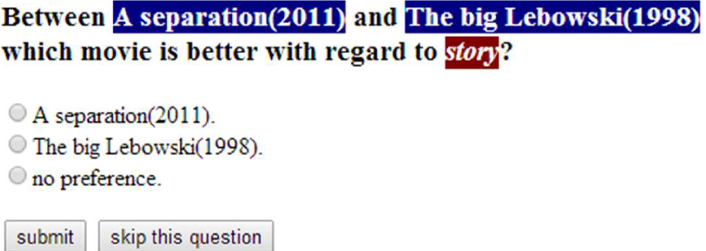 Between A separation(2011) and The big Lebowski(1998)
which movie is better with regard to story?
A separation(2011).
The big Lebowski(1998).
no preference.
submit skip this question